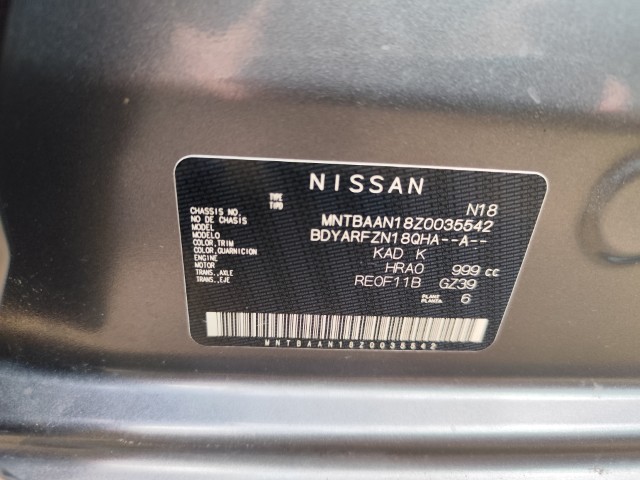 NISSAN
TYPE
TIPO
N18
CHASSIS NO
NO DE CHASSIS
MNTBAAN18Z0035542
MODEL
MODELO
BDYARFZN18QHA--A--
COLOR, TRIM
COLOR, GUARNICION
KAD K
ENGINE
MOTOR
HRA0 999 cc
TRANS., AXLE
TRANS., EJE
RE0F11B GZ39
PLANT
PLANTA
6
MNTBAAN18Z0035542